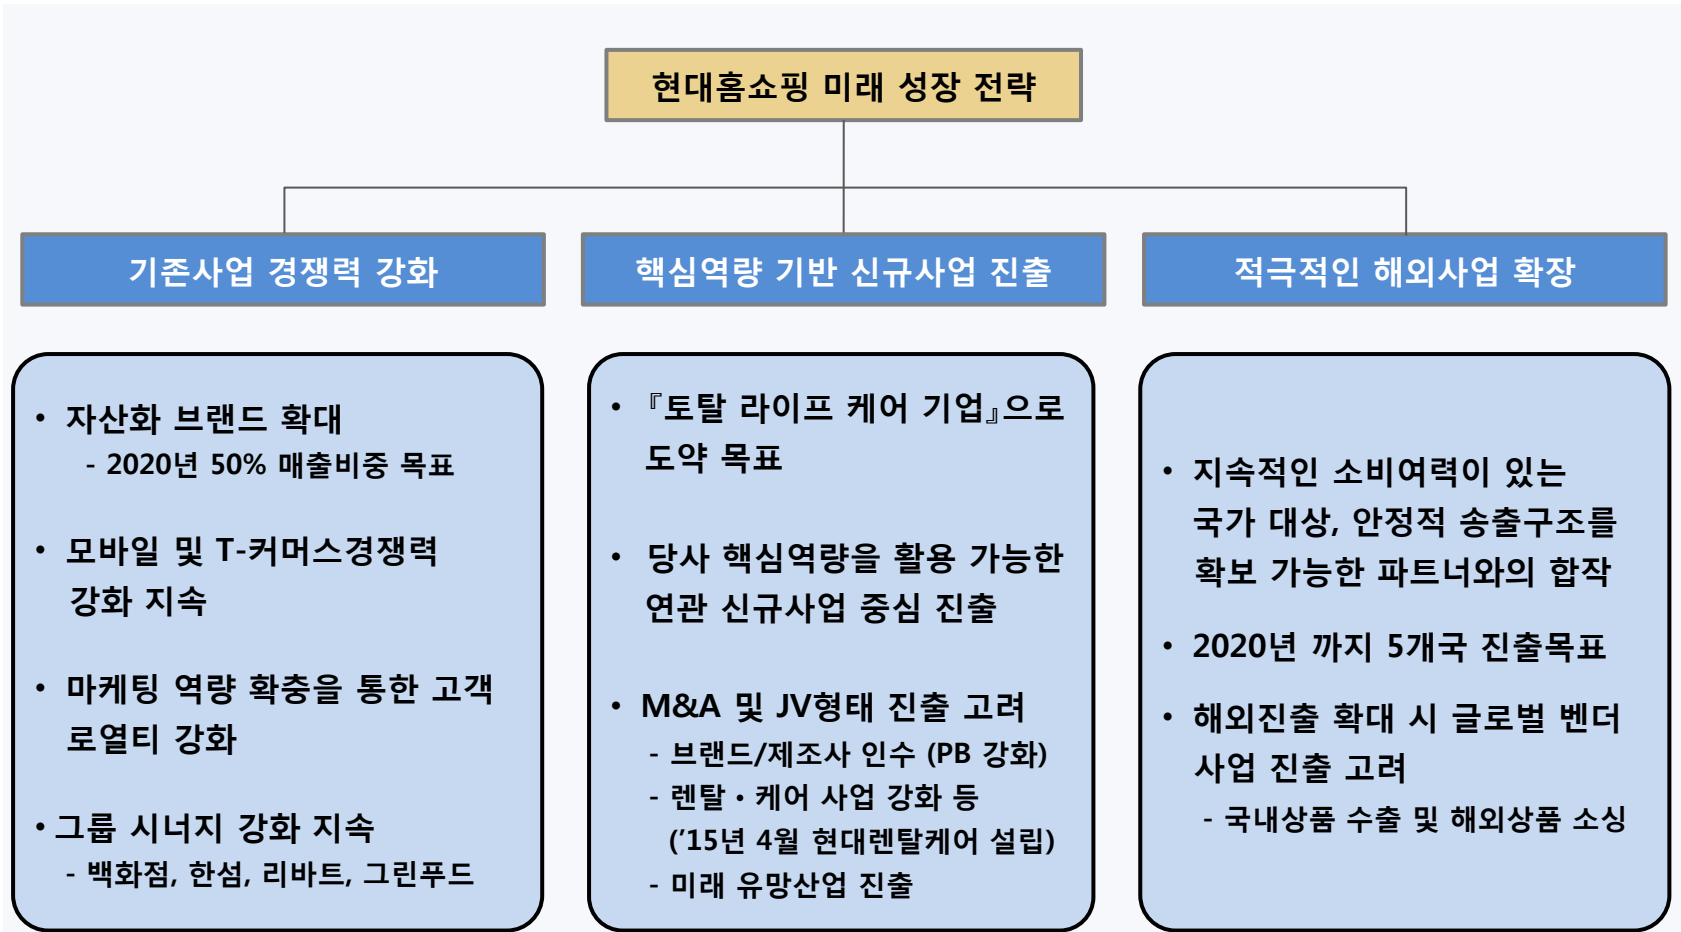 현대홈쇼핑 미래 성장 전략
기존사업 경쟁력 강화
• 자산화 브랜드 확대
- 2020년 50% 매출비중 목표
• 모바일 및 T-커머스경쟁력
강화 지속
• 마케팅 역량 확충을 통한 고객
로열티 강화
• 그룹 시너지 강화 지속
- 백화점, 한섬, 리바트, 그린푸드
핵심역량 기반 신규사업 진출
• 『토탈 라이프 케어 기업』으로
도약 목표
• 당사 핵심역량을 활용 가능한
연관 신규사업 중심 진출
• M&A 및 JV형태 진출 고려
- 브랜드/제조사 인수 (PB 강화)
- 렌탈・케어 사업 강화 등
(’15년 4월 현대렌탈케어 설립)
- 미래 유망산업 진출
적극적인 해외사업 확장
• 지속적인 소비여력이 있는
국가 대상, 안정적 송출구조를
확보 가능한 파트너와의 합작
• 2020년 까지 5개국 진출목표
• 해외진출 확대 시 글로벌 벤더
사업 진출 고려
- 국내상품 수출 및 해외상품 소싱